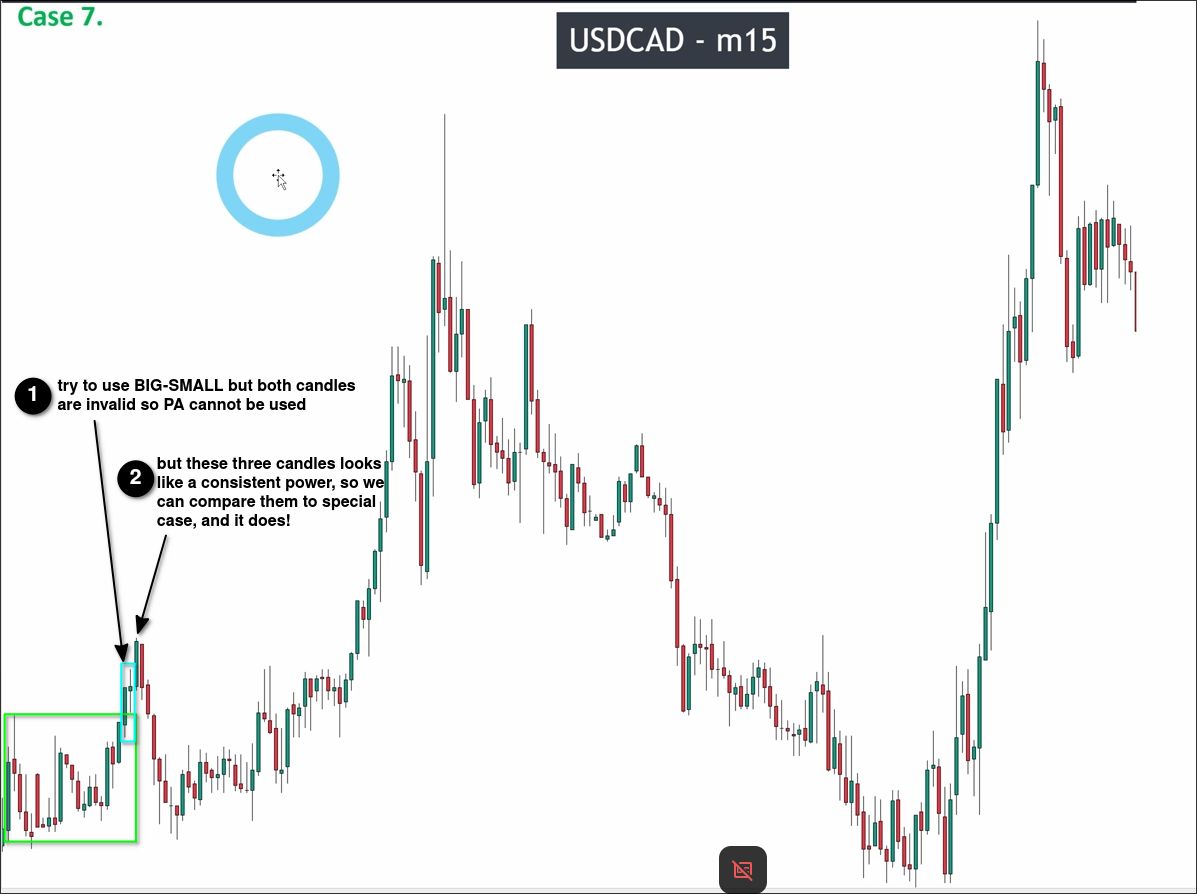 Case 7.
USDCAD - m15
1
try to use BIG-SMALL but both candles
are invalid so PA cannot be used
2
but these three candles looks
like a consistent power, so we
can compare them to special
case, and it does!